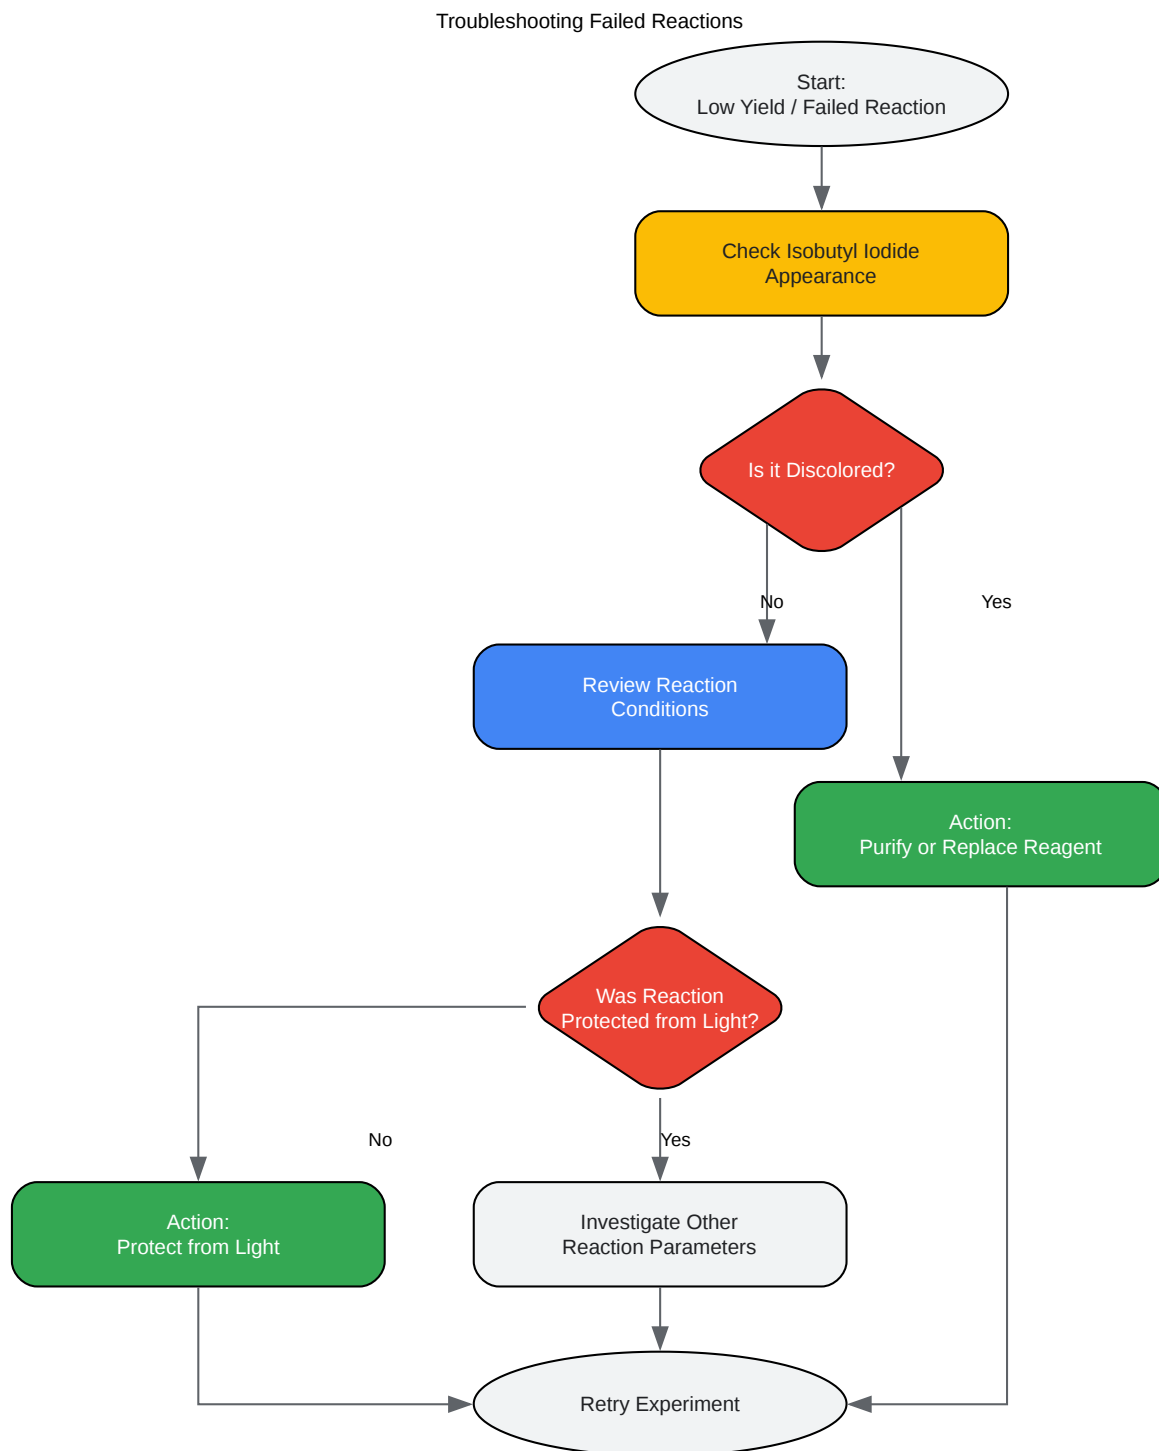 Troubleshooting Failed Reactions
Start:
Low Yield / Failed Reaction
Check Isobutyl Iodide
Appearance
Is it Discolored?
No
Yes
Review Reaction
Conditions
Action:
Purify or Replace Reagent
Was Reaction
Protected from Light?
No
Yes
Action:
Protect from Light
Investigate Other
Reaction Parameters
Retry Experiment